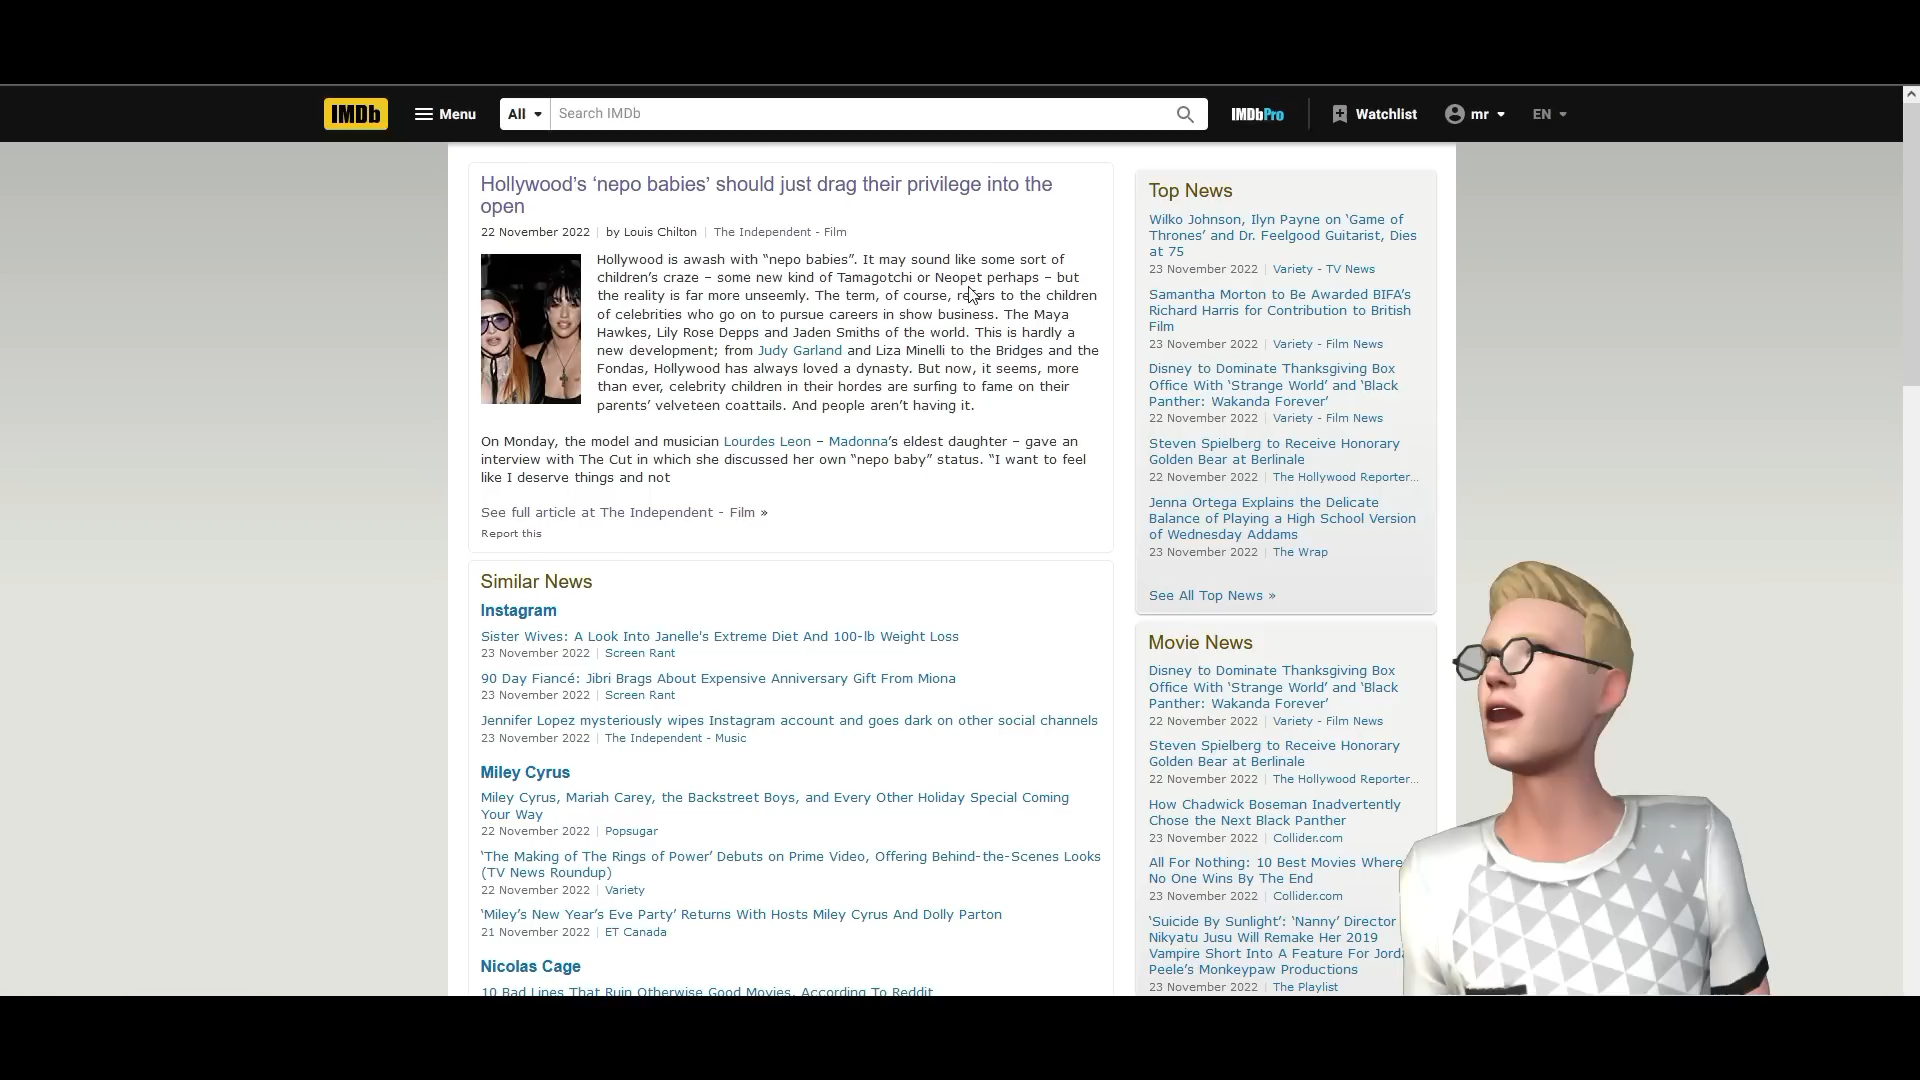 IMDb
Menu
All
Search IMDb
IMDbPro
Watchlist
mr
EN
Hollywood’s ‘nepo babies’ should just drag their privilege into the
open
22 November 2022 | by Louis Chilton | The Independent - Film
Hollywood is awash with “nepo babies”. It may sound like some sort of
children’s craze – some new kind of Tamagotchi or Neopet perhaps – but
the reality is far more unseemly. The term, of course, refers to the children
of celebrities who go on to pursue careers in show business. The Maya
Hawkes, Lily Rose Depps and Jaden Smiths of the world. This is hardly a
new development; from Judy Garland and Liza Minelli to the Bridges and the
Fondas, Hollywood has always loved a dynasty. But now, it seems, more
than ever, celebrity children in their hordes are surfing to fame on their
parents’ velveteen coattails. And people aren’t having it.
On Monday, the model and musician Lourdes Leon – Madonna’s eldest daughter – gave an
interview with The Cut in which she discussed her own “nepo baby” status. “I want to feel
like I deserve things and not
See full article at The Independent - Film »
Report this
Similar News
Instagram
Sister Wives: A Look Into Janelle's Extreme Diet And 100-lb Weight Loss
23 November 2022 | Screen Rant
90 Day Fiancé: Jibri Brags About Expensive Anniversary Gift From Miona
23 November 2022 | Screen Rant
Jennifer Lopez mysteriously wipes Instagram account and goes dark on other social channels
23 November 2022 | The Independent - Music
Miley Cyrus
Miley Cyrus, Mariah Carey, the Backstreet Boys, and Every Other Holiday Special Coming
Your Way
22 November 2022 | Popsugar
‘The Making of The Rings of Power’ Debuts on Prime Video, Offering Behind-the-Scenes Looks
(TV News Roundup)
22 November 2022 | Variety
‘Miley’s New Year’s Eve Party’ Returns With Hosts Miley Cyrus And Dolly Parton
21 November 2022 | ET Canada
Nicolas Cage
10 Bad Lines That Ruin Otherwise Good Movies, According To Reddit
Top News
Wilko Johnson, Ilyn Payne on ‘Game of
Thrones’ and Dr. Feelgood Guitarist, Dies
at 75
23 November 2022 | Variety - TV News
Samantha Morton to Be Awarded BIFA’s
Richard Harris for Contribution to British
Film
23 November 2022 | Variety - Film News
Disney to Dominate Thanksgiving Box
Office With ‘Strange World’ and ‘Black
Panther: Wakanda Forever’
22 November 2022 | Variety - Film News
Steven Spielberg to Receive Honorary
Golden Bear at Berlinale
22 November 2022 | The Hollywood Reporter...
Jenna Ortega Explains the Delicate
Balance of Playing a High School Version
of Wednesday Addams
23 November 2022 | The Wrap
See All Top News »
Movie News
Disney to Dominate Thanksgiving Box
Office With ‘Strange World’ and ‘Black
Panther: Wakanda Forever’
22 November 2022 | Variety - Film News
Steven Spielberg to Receive Honorary
Golden Bear at Berlinale
22 November 2022 | The Hollywood Reporter...
How Chadwick Boseman Inadvertently
Chose the Next Black Panther
23 November 2022 | Collider.com
All For Nothing: 10 Best Movies Where
No One Wins By The End
23 November 2022 | Collider.com
‘Suicide By Sunlight’: ‘Nanny’ Director
Nikyatu Jusu Will Remake Her 2019
Vampire Short Into A Feature For Jorda
Peele’s Monkeypaw Productions
23 November 2022 | The Playlist